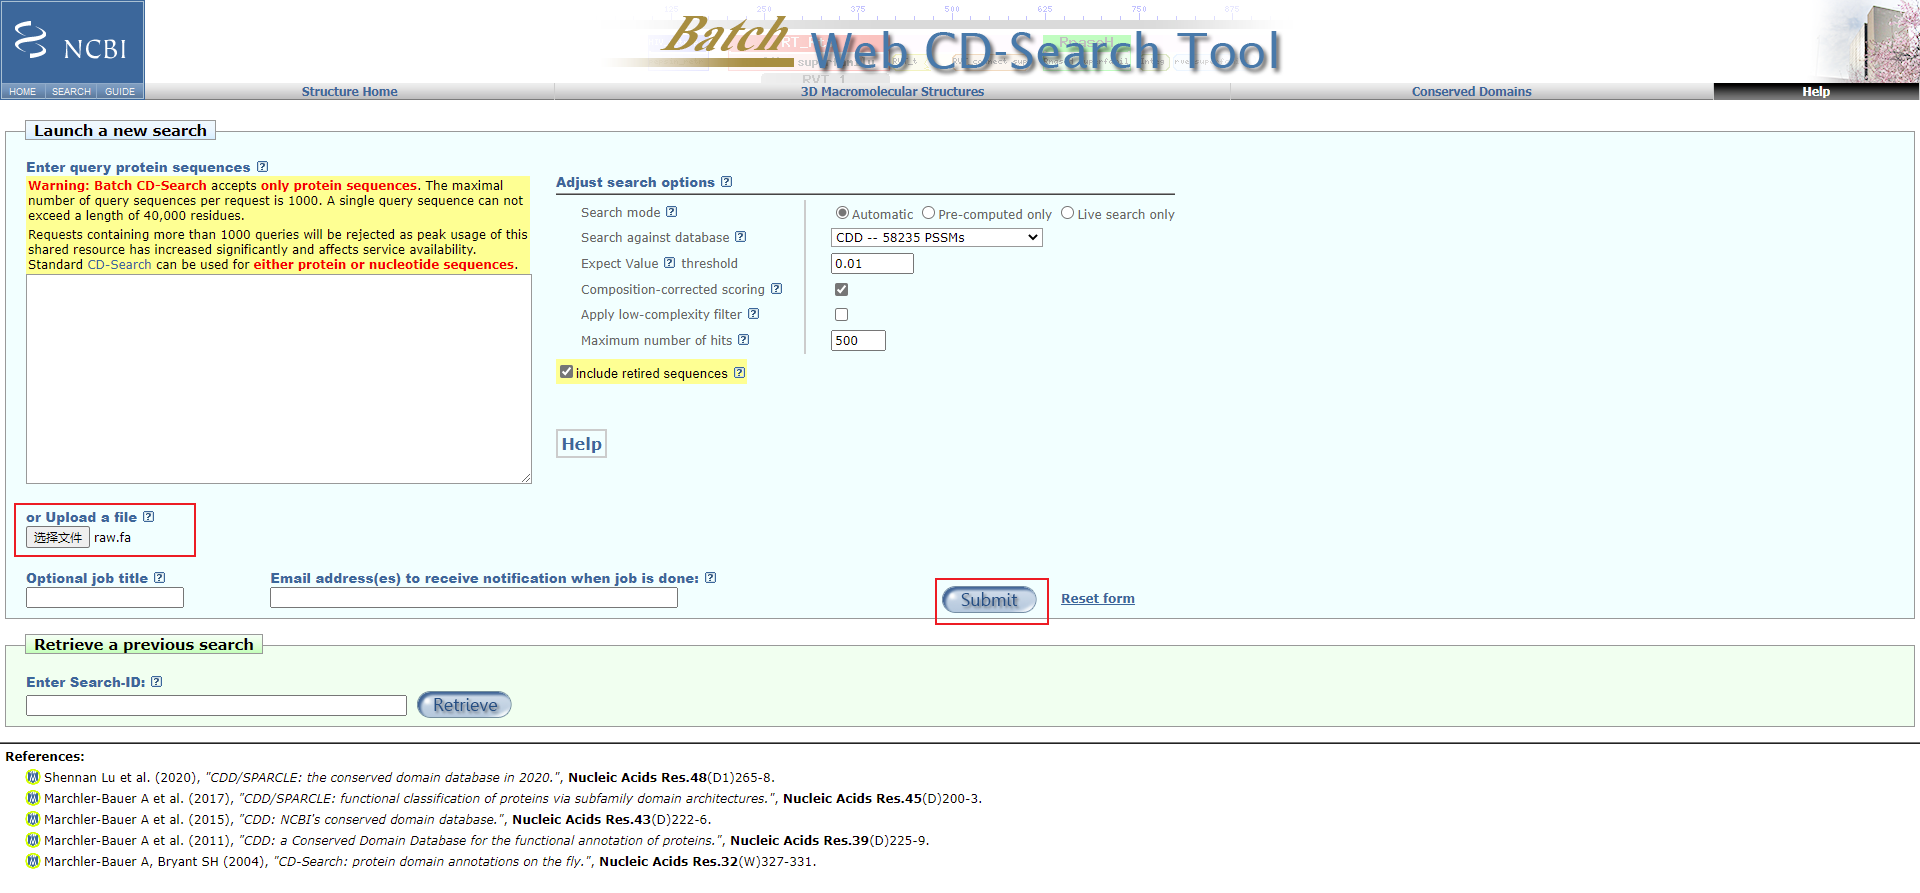 115 250 375 500 625 750 875
NCBI
Batch Web CD-Search Tool
RVT_1
HOME SEARCH GUIDE
Structure Home 3D Macromolecular Structures Conserved Domains Help
Launch a new search
Enter query protein sequences ?
Warning: Batch CD-Search accepts only protein sequences. The maximal
number of query sequences per request is 1000. A single query sequence can not
exceed a length of 40,000 residues.
Requests containing more than 1000 queries will be rejected as peak usage of this
shared resource has increased significantly and affects service availability.
Standard CD-Search can be used for either protein or nucleotide sequences.
Adjust search options ?
Search mode ? Automatic Pre-computed only Live search only
Search against database ? CDD -- 58235 PSSMs
Expect Value ? threshold 0.01
Composition-corrected scoring ?
Apply low-complexity filter ?
Maximum number of hits ? 500
include retired sequences ?
Help
or Upload a file ?
选择文件 raw.fa
Optional job title ? Email address(es) to receive notification when job is done: ?
Submit Reset form
Retrieve a previous search
Enter Search-ID: ?
Retrieve
References:
Shennan Lu et al. (2020), "CDD/SPARCLE: the conserved domain database in 2020.", Nucleic Acids Res.48(D1)265-8.
Marchler-Bauer A et al. (2017), "CDD/SPARCLE: functional classification of proteins via subfamily domain architectures.", Nucleic Acids Res.45(D)200-3.
Marchler-Bauer A et al. (2015), "CDD: NCBI's conserved domain database.", Nucleic Acids Res.43(D)222-6.
Marchler-Bauer A et al. (2011), "CDD: a Conserved Domain Database for the functional annotation of proteins.", Nucleic Acids Res.39(D)225-9.
Marchler-Bauer A, Bryant SH (2004), "CD-Search: protein domain annotations on the fly.", Nucleic Acids Res.32(W)327-331.